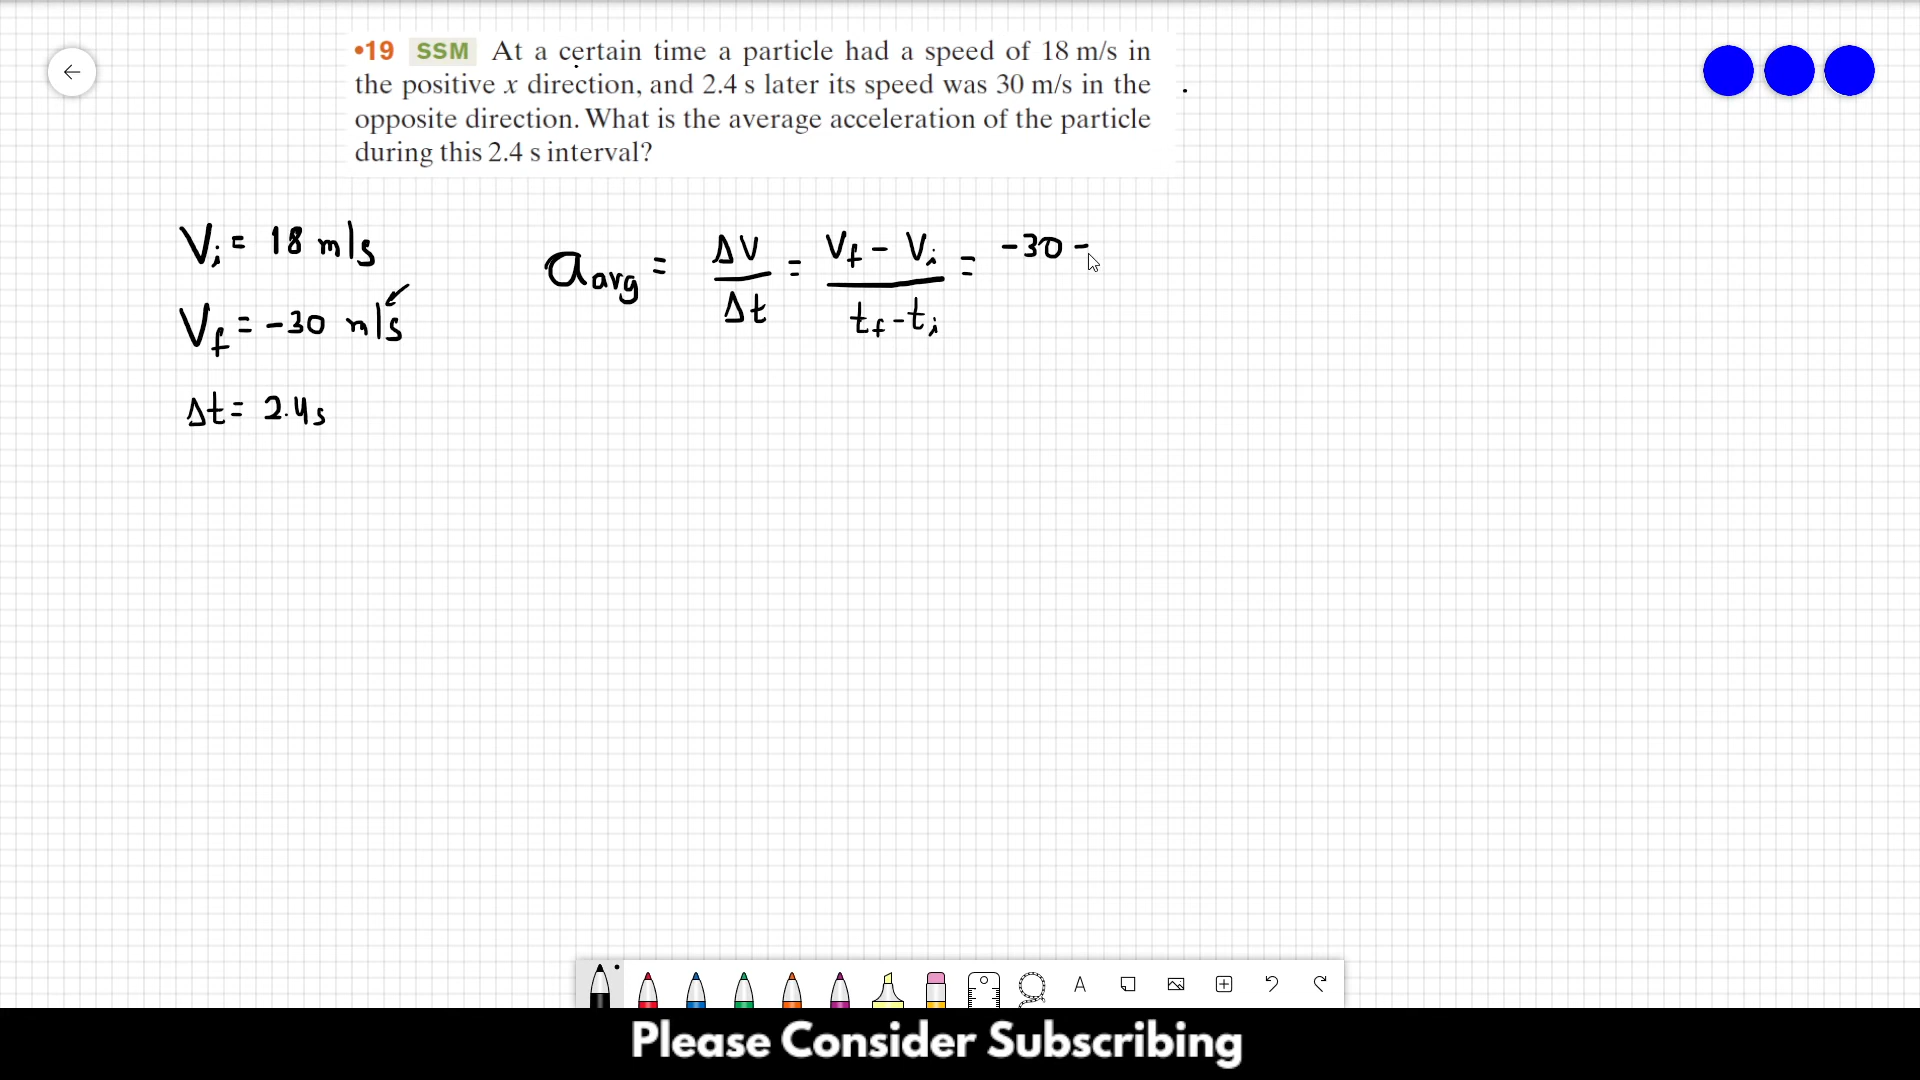 •19 SSM At a certain time a particle had a speed of 18 m/s in
the positive x direction, and 2.4 s later its speed was 30 m/s in the
opposite direction. What is the average acceleration of the particle
during this 2.4 s interval?
Vi = 18 m/s
Vf = -30 m/s
Δt = 2.4s
aavg = ΔV/Δt = Vf - Vi/tf - ti = -30 -
A
Please Consider Subscribing